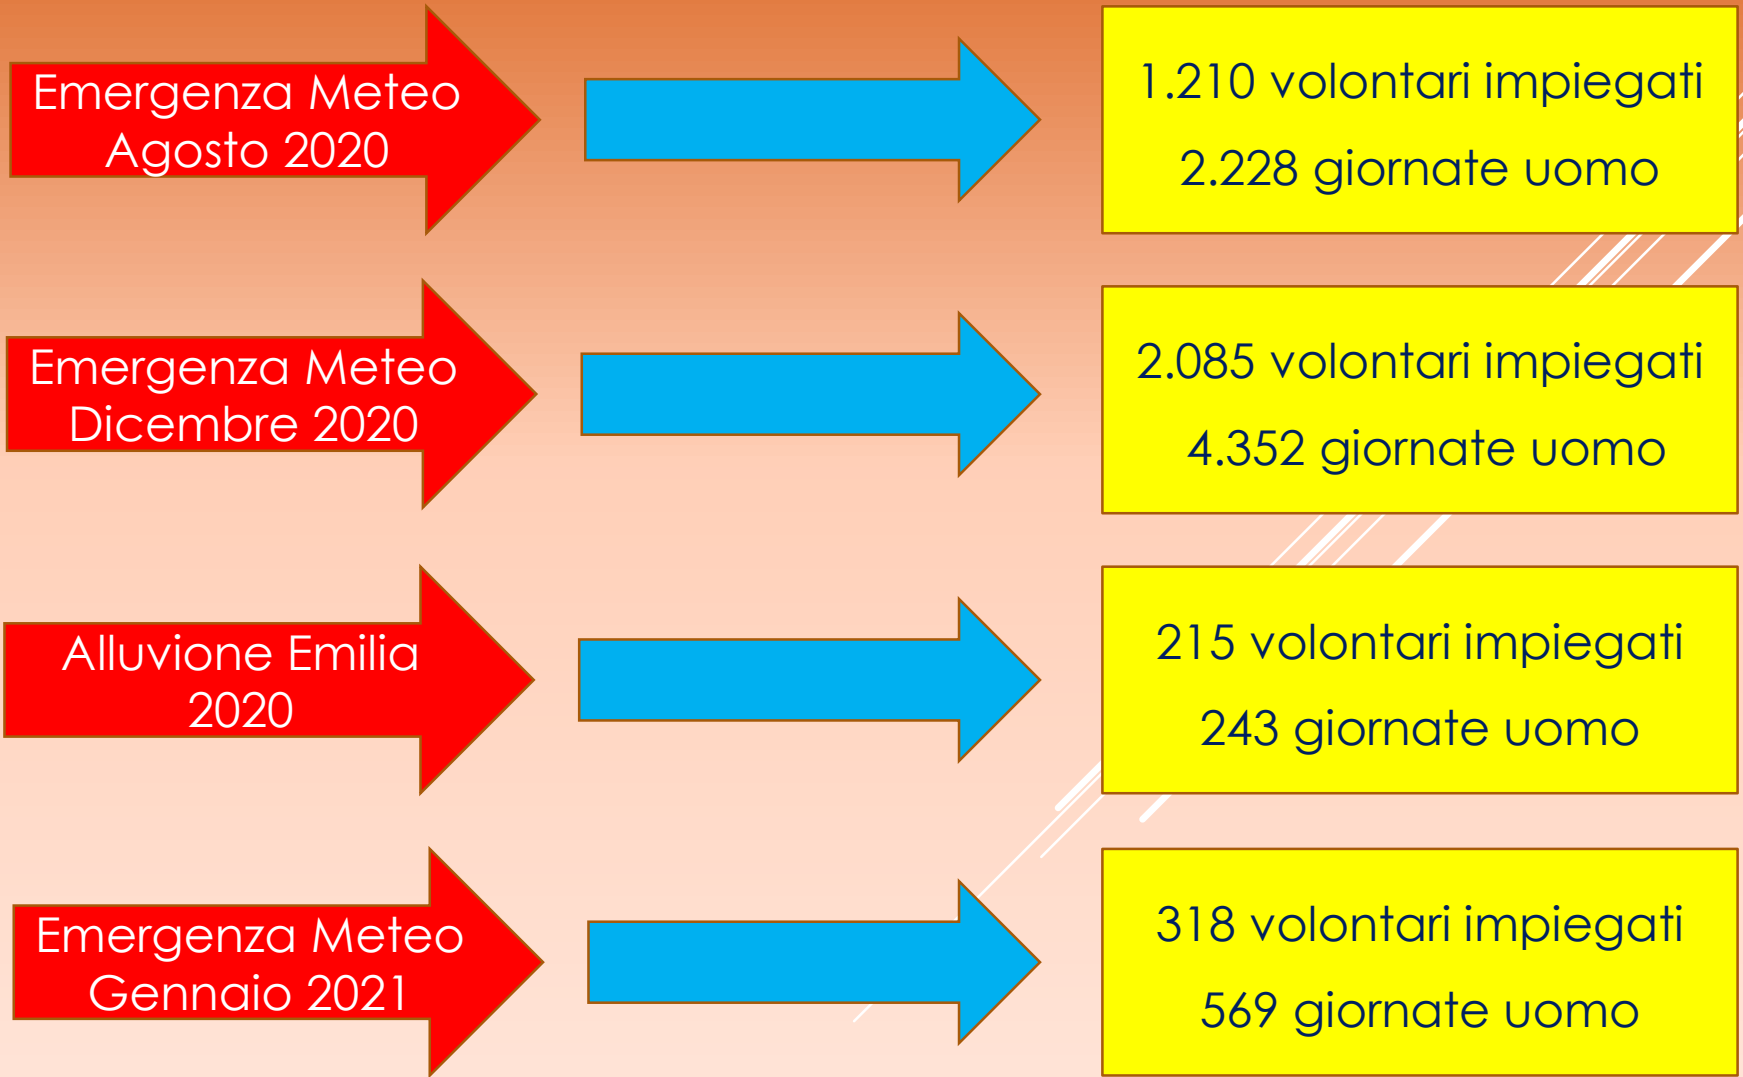 Emergenza Meteo
Agosto 2020
1.210 volontari impiegati
2.228 giornate uomo
Emergenza Meteo
Dicembre 2020
2.085 volontari impiegati
4.352 giornate uomo
Alluvione Emilia
2020
215 volontari impiegati
243 giornate uomo
Emergenza Meteo
Gennaio 2021
318 volontari impiegati
569 giornate uomo